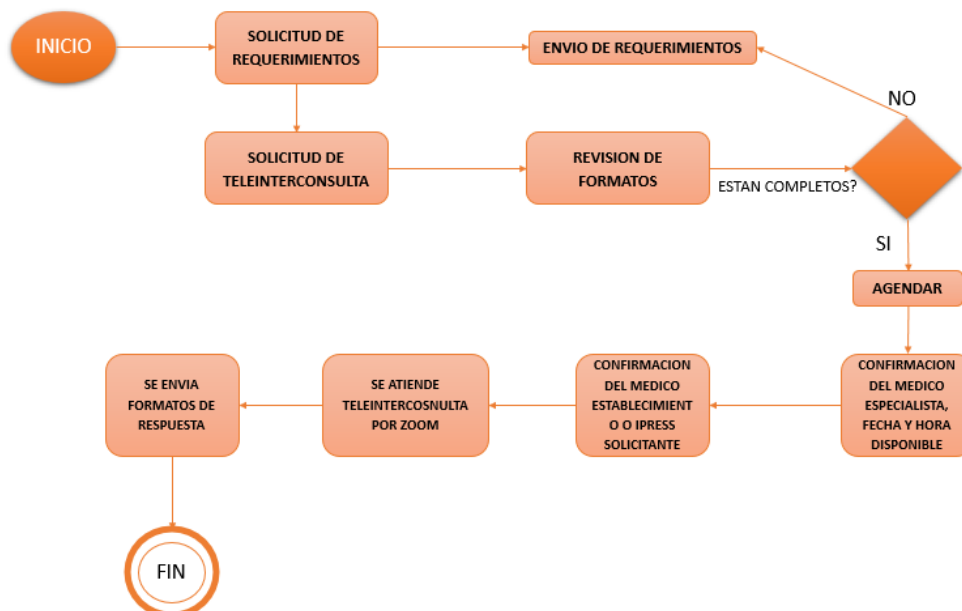 INICIO
SOLICITUD DE
REQUERIMIENTOS
ENVIO DE REQUERIMIENTOS
NO
SOLICITUD DE
TELEINTERCONSULTA
REVISION DE
FORMATOS
ESTAN COMPLETOS?
SI
AGENDAR
CONFIRMACION
DEL MEDICO
ESPECIALISTA,
FECHA Y HORA
DISPONIBLE
CONFIRMACION
DEL MEDICO
ESTABLECIMIENT
O O IPRESS
SOLICITANTE
SE ATIENDE
TELEINTERCOSNULTA
POR ZOOM
SE ENVIA
FORMATOS DE
RESPUESTA
FIN